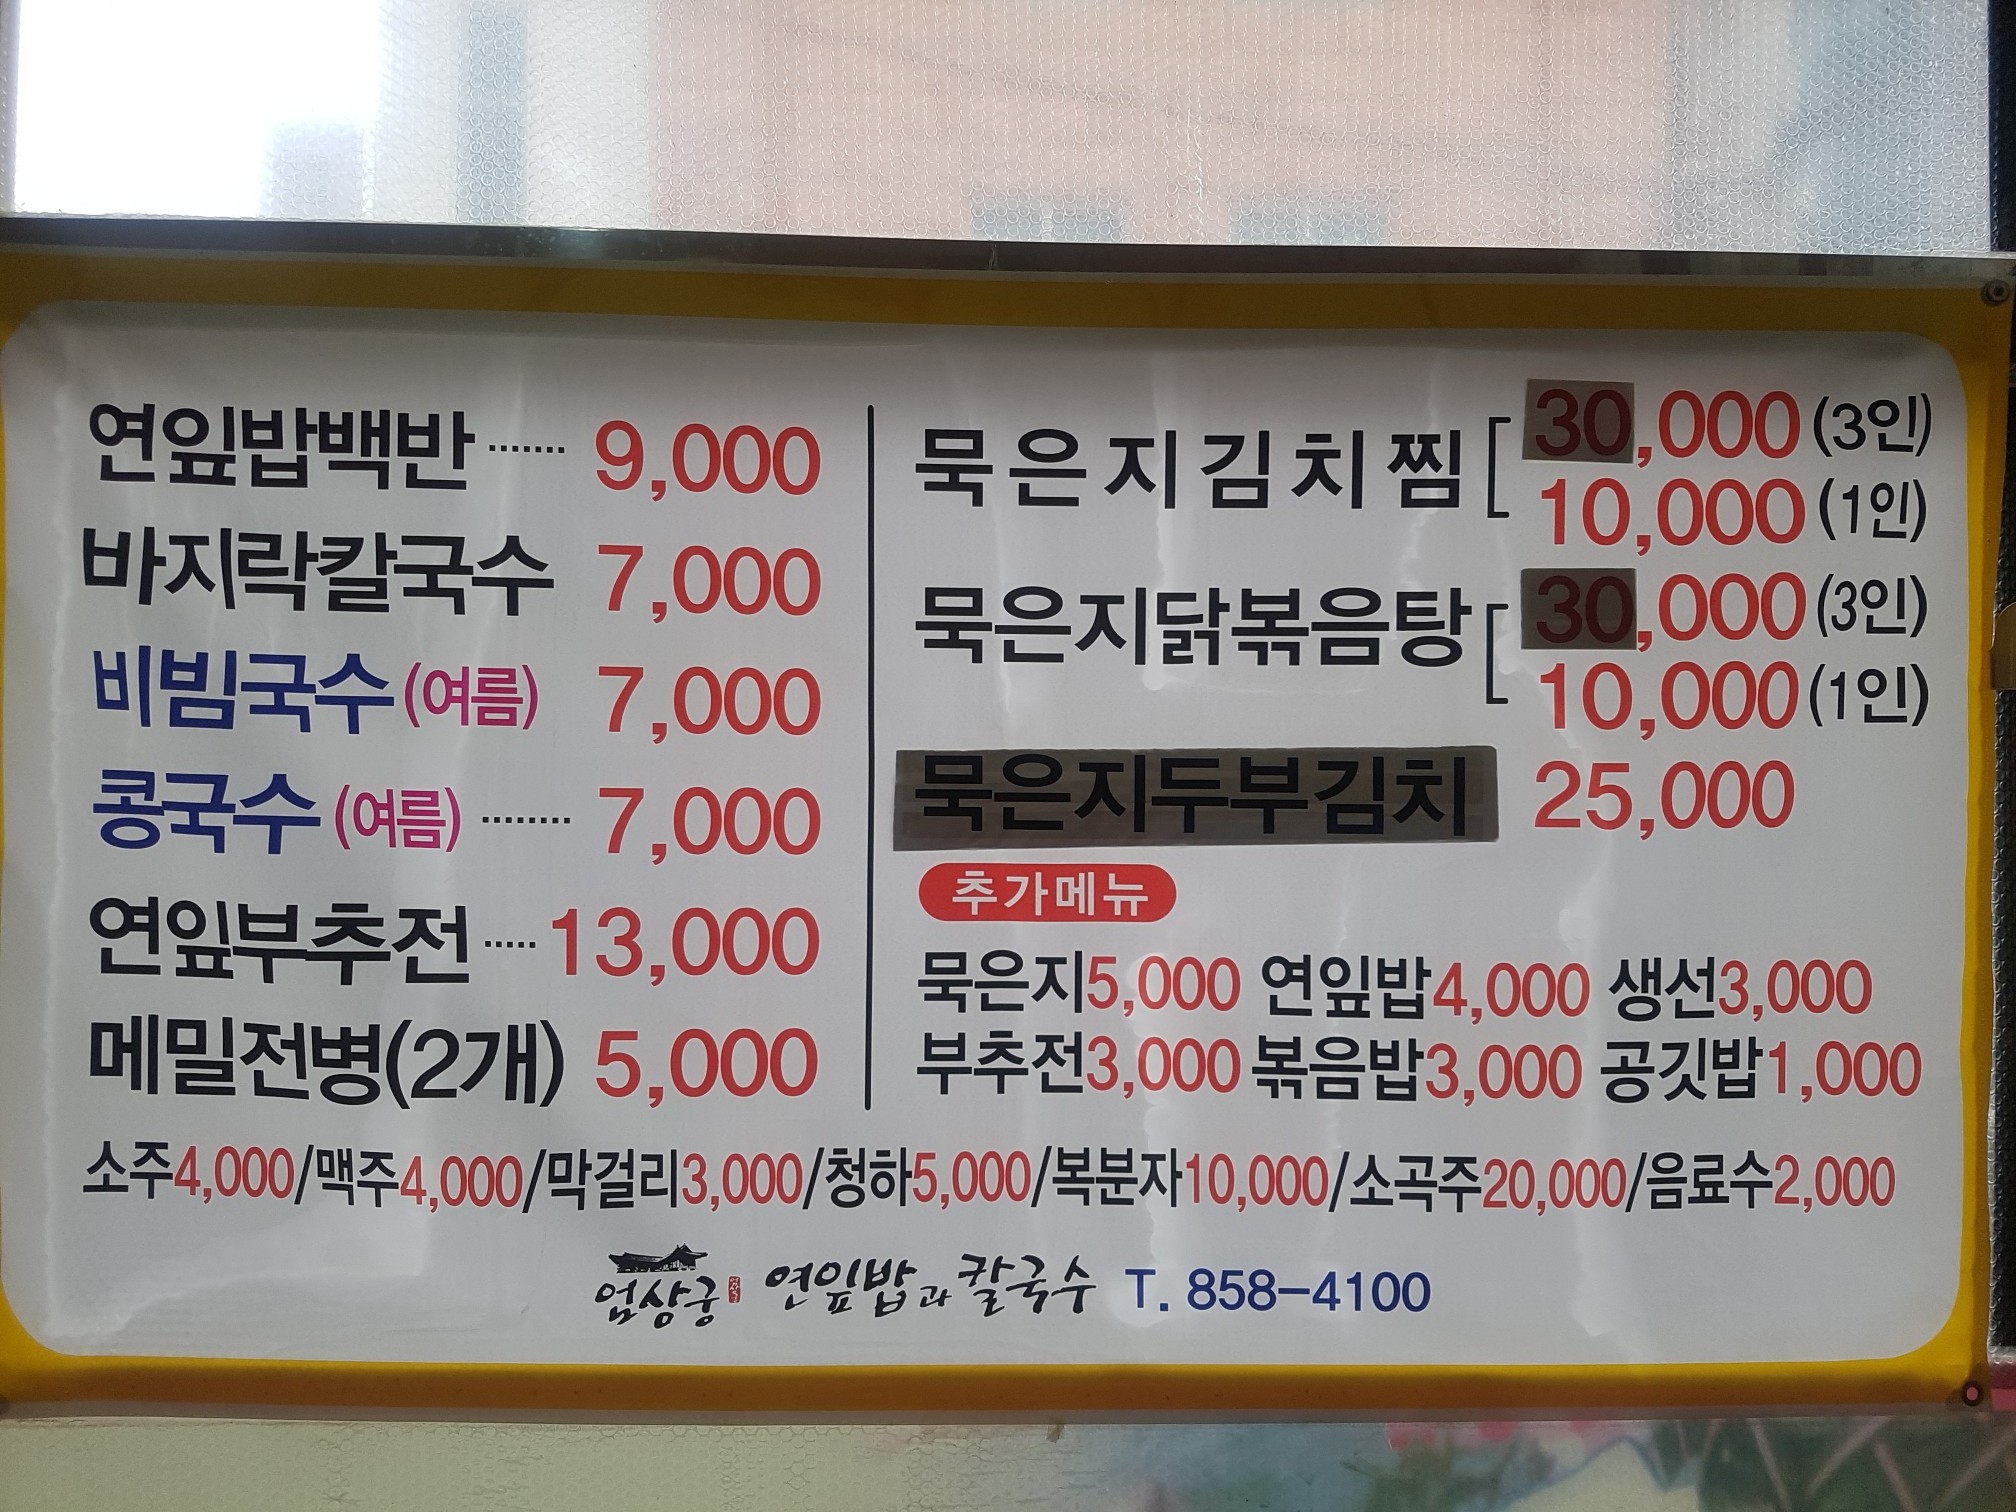 연잎밥백반 ······· 9,000
바지락칼국수 7,000
비빔국수 (여름) 7,000
콩국수 (여름) ········ 7,000
연잎부추전 ····· 13,000
메밀전병(2개) 5,000
묵은지김치찜 [ 30,000 (3인)
10,000 (1인)
묵은지닭볶음탕 [ 30,000 (3인)
10,000 (1인)
묵은지두부김치 25,000
추가메뉴
묵은지5,000 연잎밥4,000 생선3,000
부추전3,000 볶음밥3,000 공깃밥1,000
소주4,000/맥주4,000/막걸리3,000/청하5,000/복분자10,000/소곡주20,000/음료수2,000
엄상궁 연잎밥과 칼국수 T. 858-4100